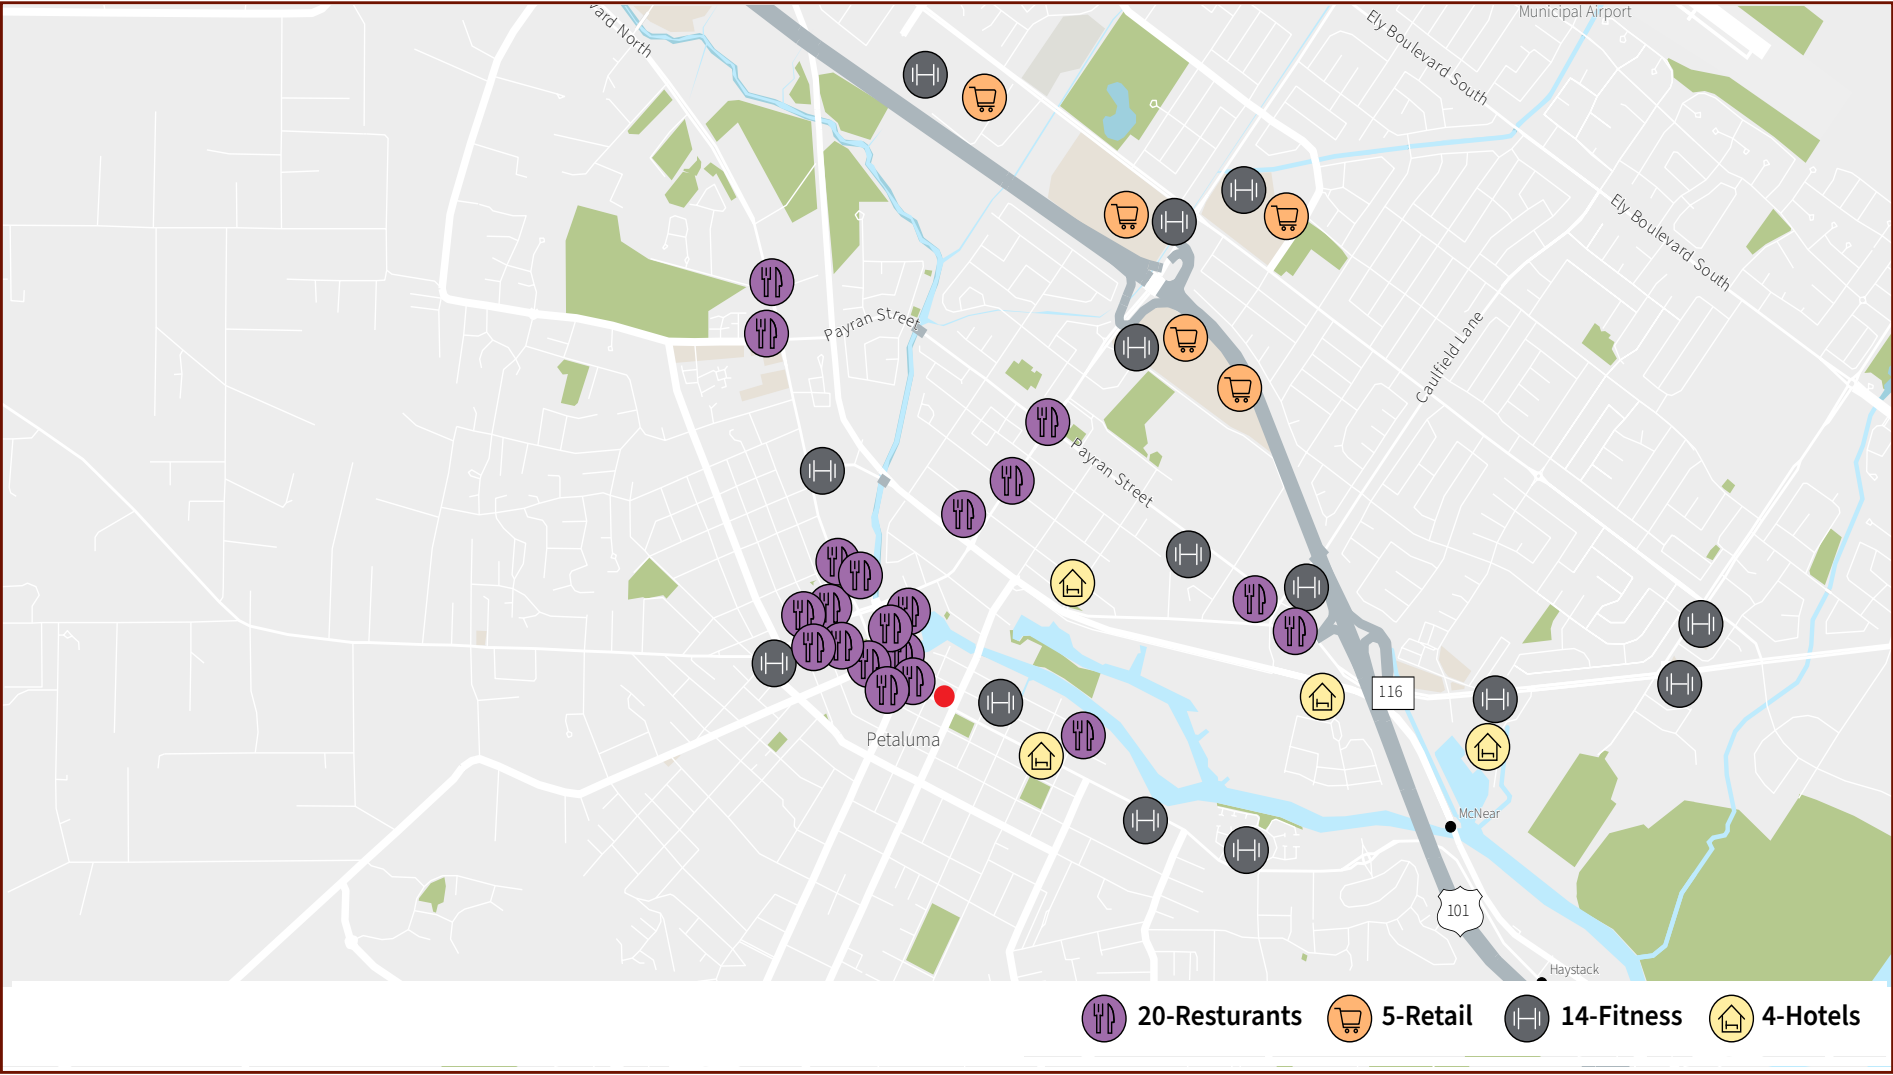 vard North
Ely Boulevard South
Municipal Airport
Ely Boulevard South
Payran Street
Caulfield Lane
Payran Street
116
Petaluma
McNear
101
Haystack
20-Resturants
5-Retail
14-Fitness
4-Hotels